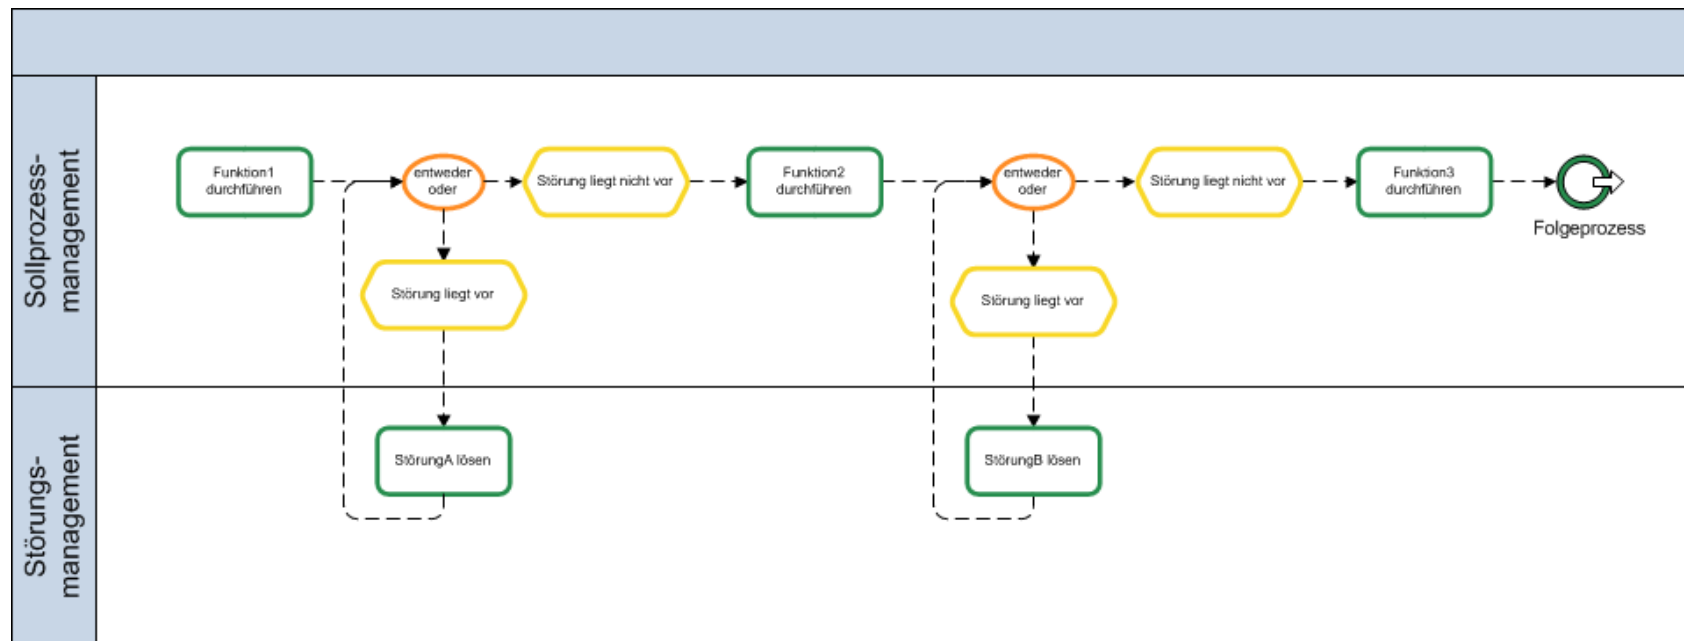 Sollprozess-
management
Funktion1
durchführen
entweder
oder
Störung liegt nicht vor
Funktion2
durchführen
entweder
oder
Störung liegt nicht vor
Funktion3
durchführen
Folgeprozess
Störung liegt vor
Störung liegt vor
Störungs-
management
StörungA lösen
StörungB lösen